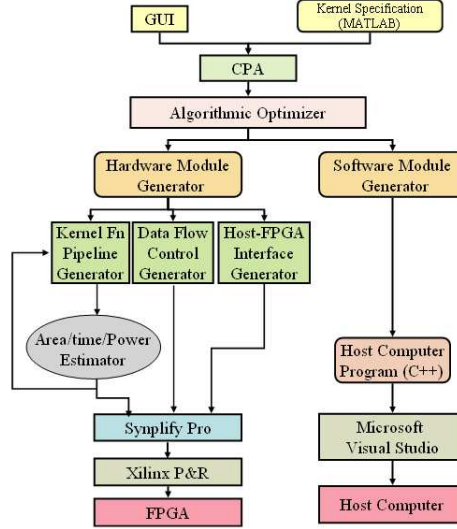 GUI
Kernel Specification
(MATLAB)
CPA
Algorithmic Optimizer
Hardware Module
Generator
Software Module
Generator
Kernel Fn
Pipeline
Generator
Data Flow
Control
Generator
Host-FPGA
Interface
Generator
Area/time/Power
Estimator
Host Computer
Program (C++)
Synplify Pro
Microsoft
Visual Studio
Xilinx P&R
FPGA
Host Computer